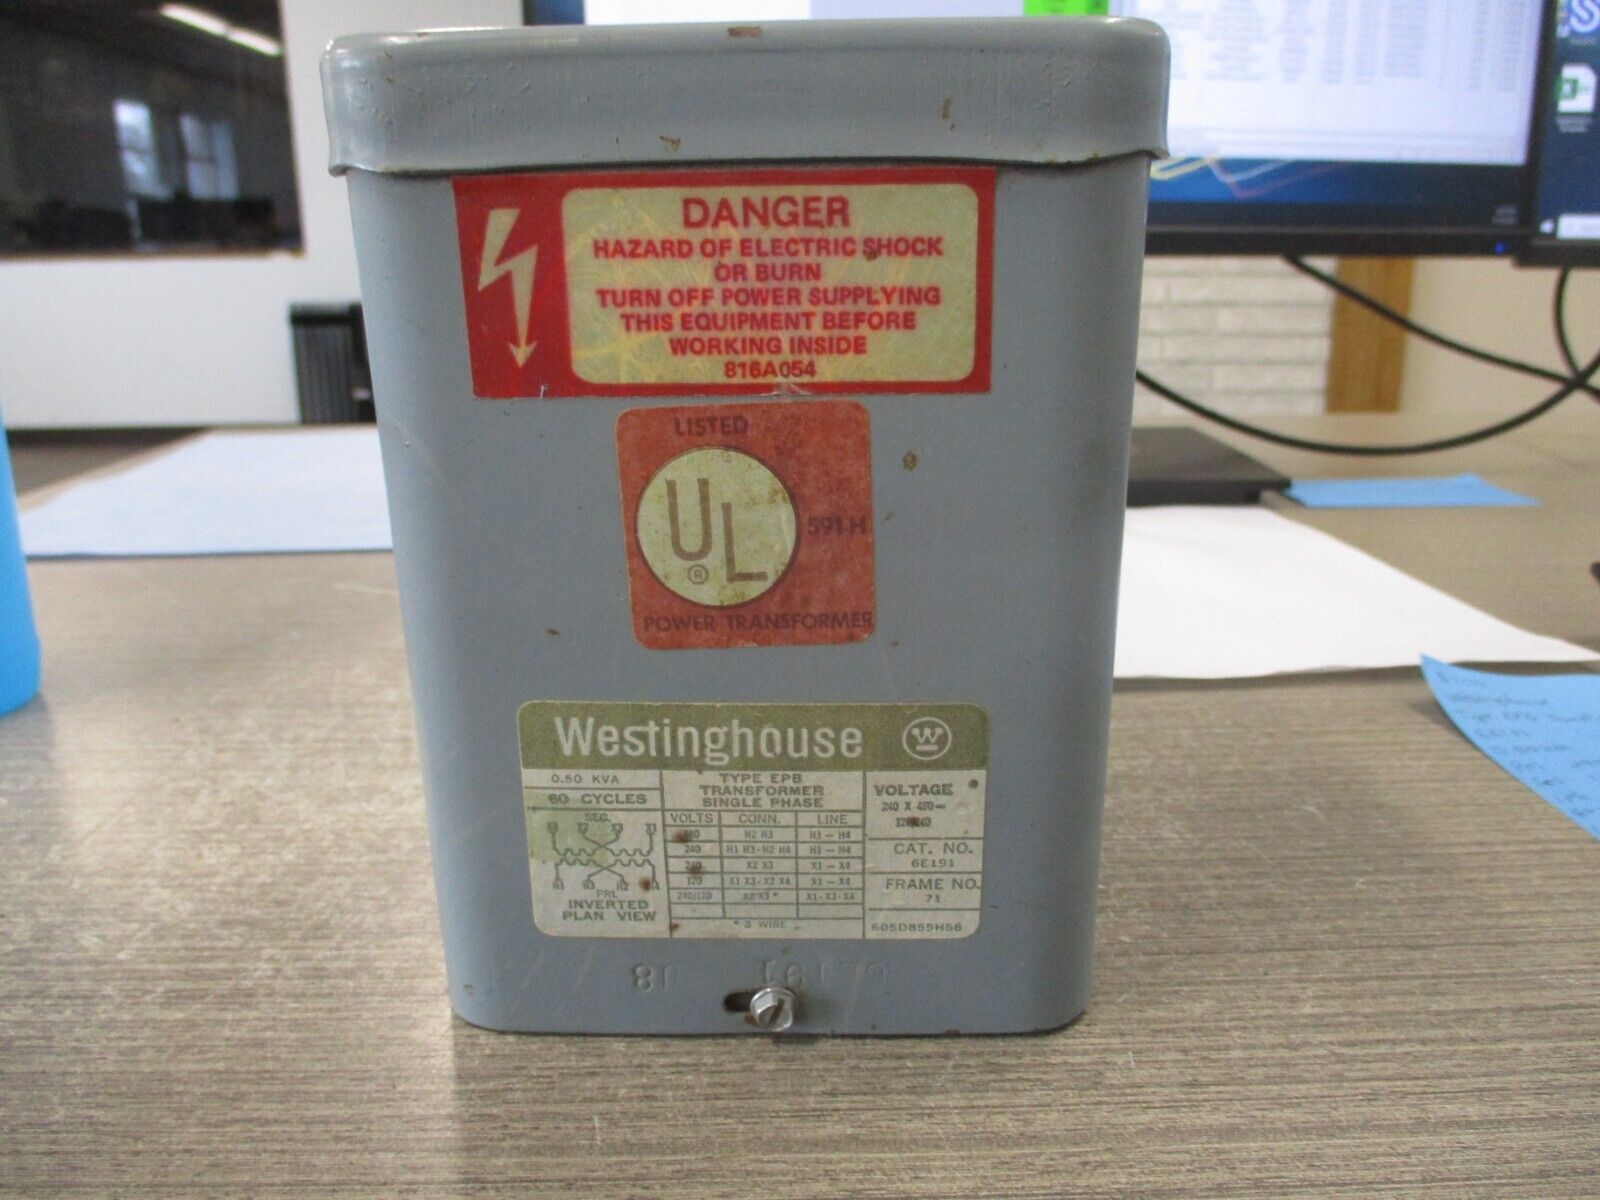 DANGER
HAZARD OF ELECTRIC SHOCK
OR BURN
TURN OFF POWER SUPPLYING
THIS EQUIPMENT BEFORE
WORKING INSIDE
816A054
LISTED
UL
®
591 H
POWER TRANSFORMER
Westinghouse
W
0.50 KVA
60 CYCLES
SEC.
PRI.
INVERTED
PLAN VIEW
TYPE EPB
TRANSFORMER
SINGLE PHASE
VOLTS CONN. LINE
480 H2 H3 H1 - H4
240 H1 H3-H2 H4 H1 - H4
240 X2 X3 X1 - X4
120 X1 X3-X2 X4 X1 - X4
240/120 X2 X3 * X1-X3-X4
* 3 WIRE
VOLTAGE
240 X 480-
120/240
CAT. NO.
6E191
FRAME NO.
71
605D855H56